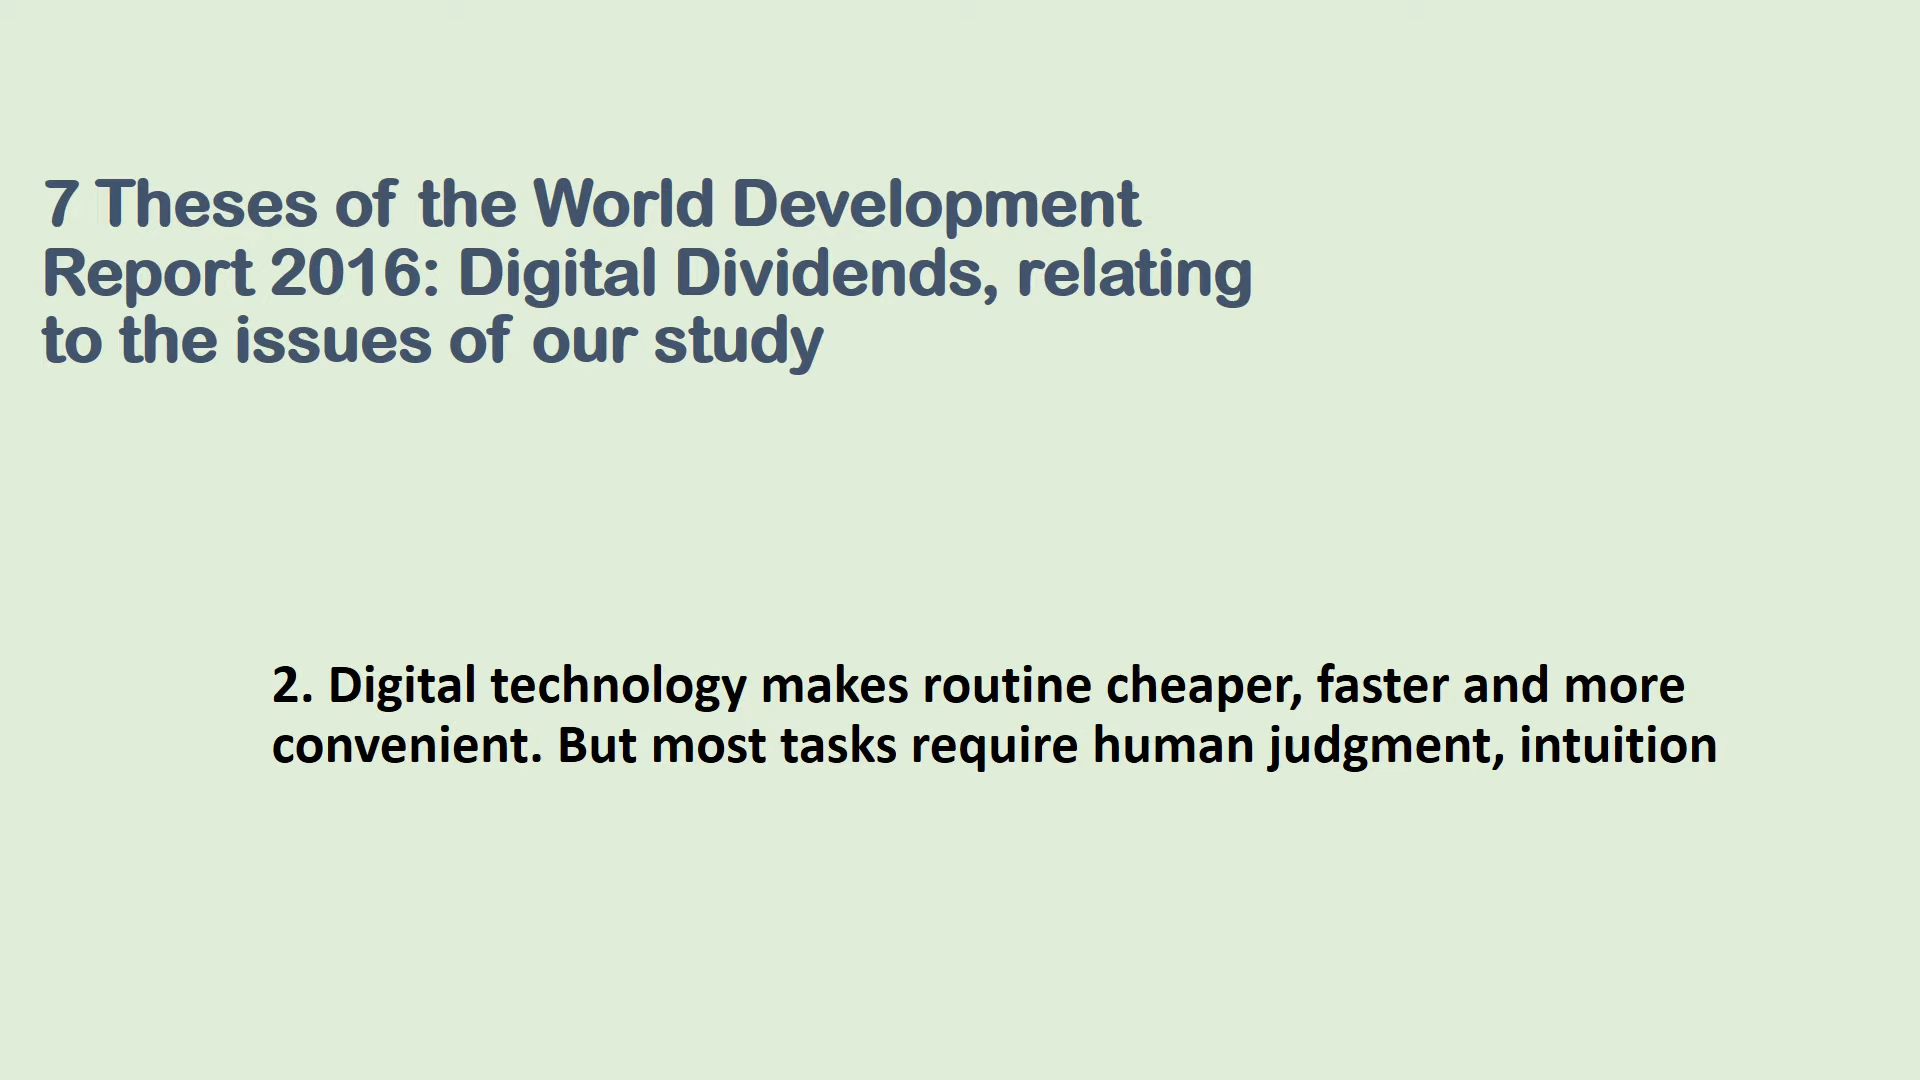 7 Theses of the World Development
Report 2016: Digital Dividends, relating
to the issues of our study
2. Digital technology makes routine cheaper, faster and more
convenient. But most tasks require human judgment, intuition